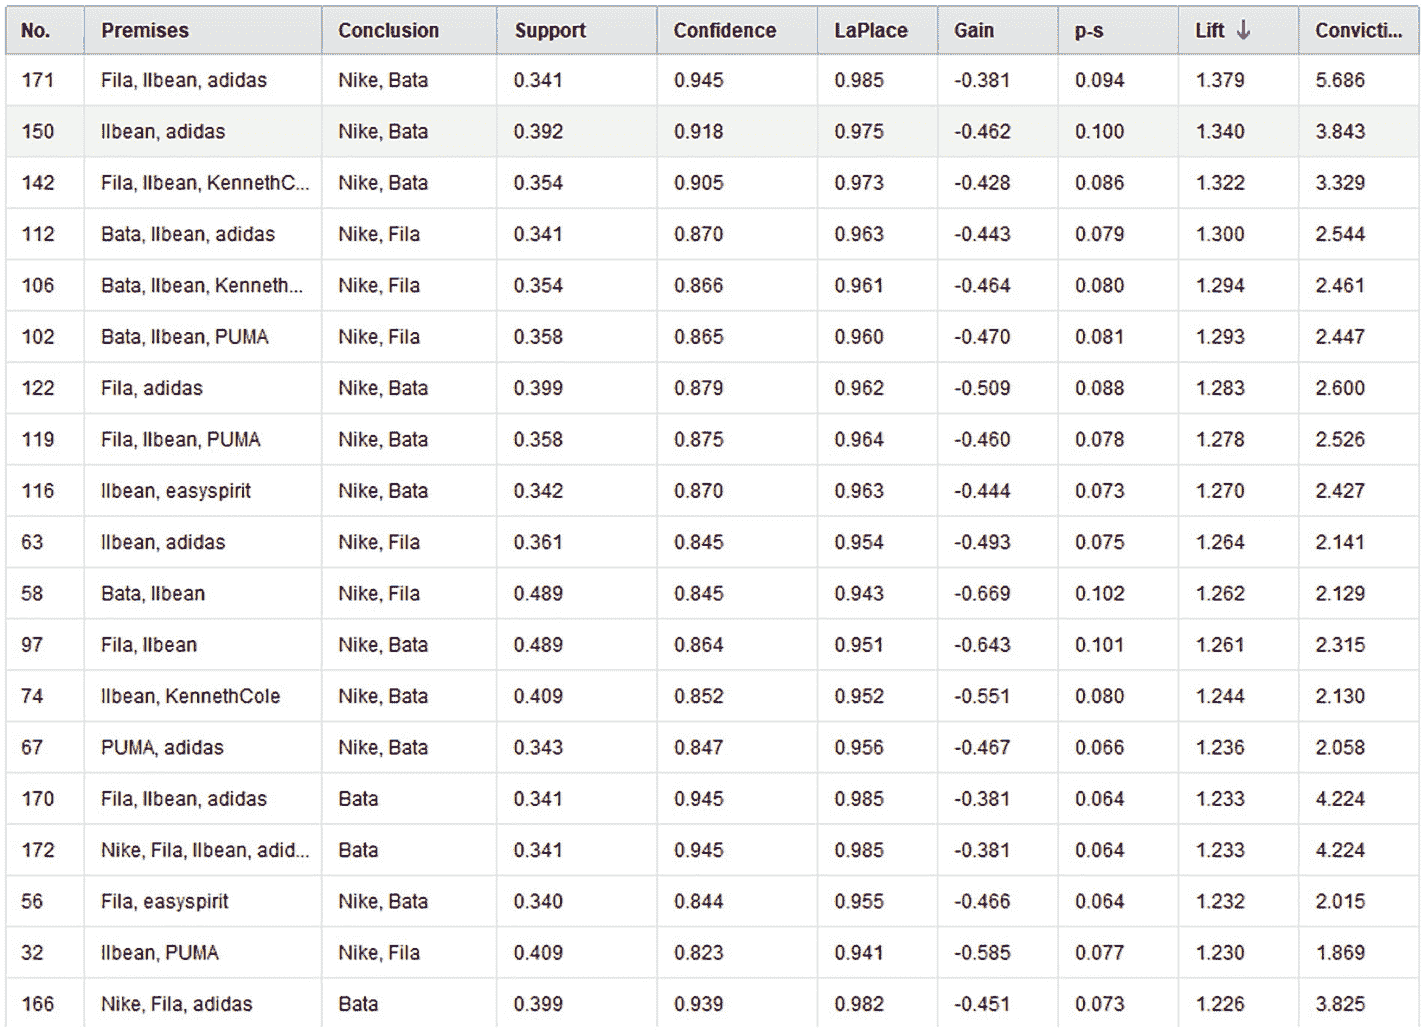 No. Premises Conclusion Support Confidence LaPlace Gain p-s Lift ↓ Convicti...
171 Fila, llbean, adidas Nike, Bata 0.341 0.945 0.985 -0.381 0.094 1.379 5.686
150 llbean, adidas Nike, Bata 0.392 0.918 0.975 -0.462 0.100 1.340 3.843
142 Fila, llbean, KennethC... Nike, Bata 0.354 0.905 0.973 -0.428 0.086 1.322 3.329
112 Bata, llbean, adidas Nike, Fila 0.341 0.870 0.963 -0.443 0.079 1.300 2.544
106 Bata, llbean, Kenneth... Nike, Fila 0.354 0.866 0.961 -0.464 0.080 1.294 2.461
102 Bata, llbean, PUMA Nike, Fila 0.358 0.865 0.960 -0.470 0.081 1.293 2.447
122 Fila, adidas Nike, Bata 0.399 0.879 0.962 -0.509 0.088 1.283 2.600
119 Fila, llbean, PUMA Nike, Bata 0.358 0.875 0.964 -0.460 0.078 1.278 2.526
116 llbean, easyspirit Nike, Bata 0.342 0.870 0.963 -0.444 0.073 1.270 2.427
63 llbean, adidas Nike, Fila 0.361 0.845 0.954 -0.493 0.075 1.264 2.141
58 Bata, llbean Nike, Fila 0.489 0.845 0.943 -0.669 0.102 1.262 2.129
97 Fila, llbean Nike, Bata 0.489 0.864 0.951 -0.643 0.101 1.261 2.315
74 llbean, KennethCole Nike, Bata 0.409 0.852 0.952 -0.551 0.080 1.244 2.130
67 PUMA, adidas Nike, Bata 0.343 0.847 0.956 -0.467 0.066 1.236 2.058
170 Fila, llbean, adidas Bata 0.341 0.945 0.985 -0.381 0.064 1.233 4.224
172 Nike, Fila, llbean, adid... Bata 0.341 0.945 0.985 -0.381 0.064 1.233 4.224
56 Fila, easyspirit Nike, Bata 0.340 0.844 0.955 -0.466 0.064 1.232 2.015
32 llbean, PUMA Nike, Fila 0.409 0.823 0.941 -0.585 0.077 1.230 1.869
166 Nike, Fila, adidas Bata 0.399 0.939 0.982 -0.451 0.073 1.226 3.825